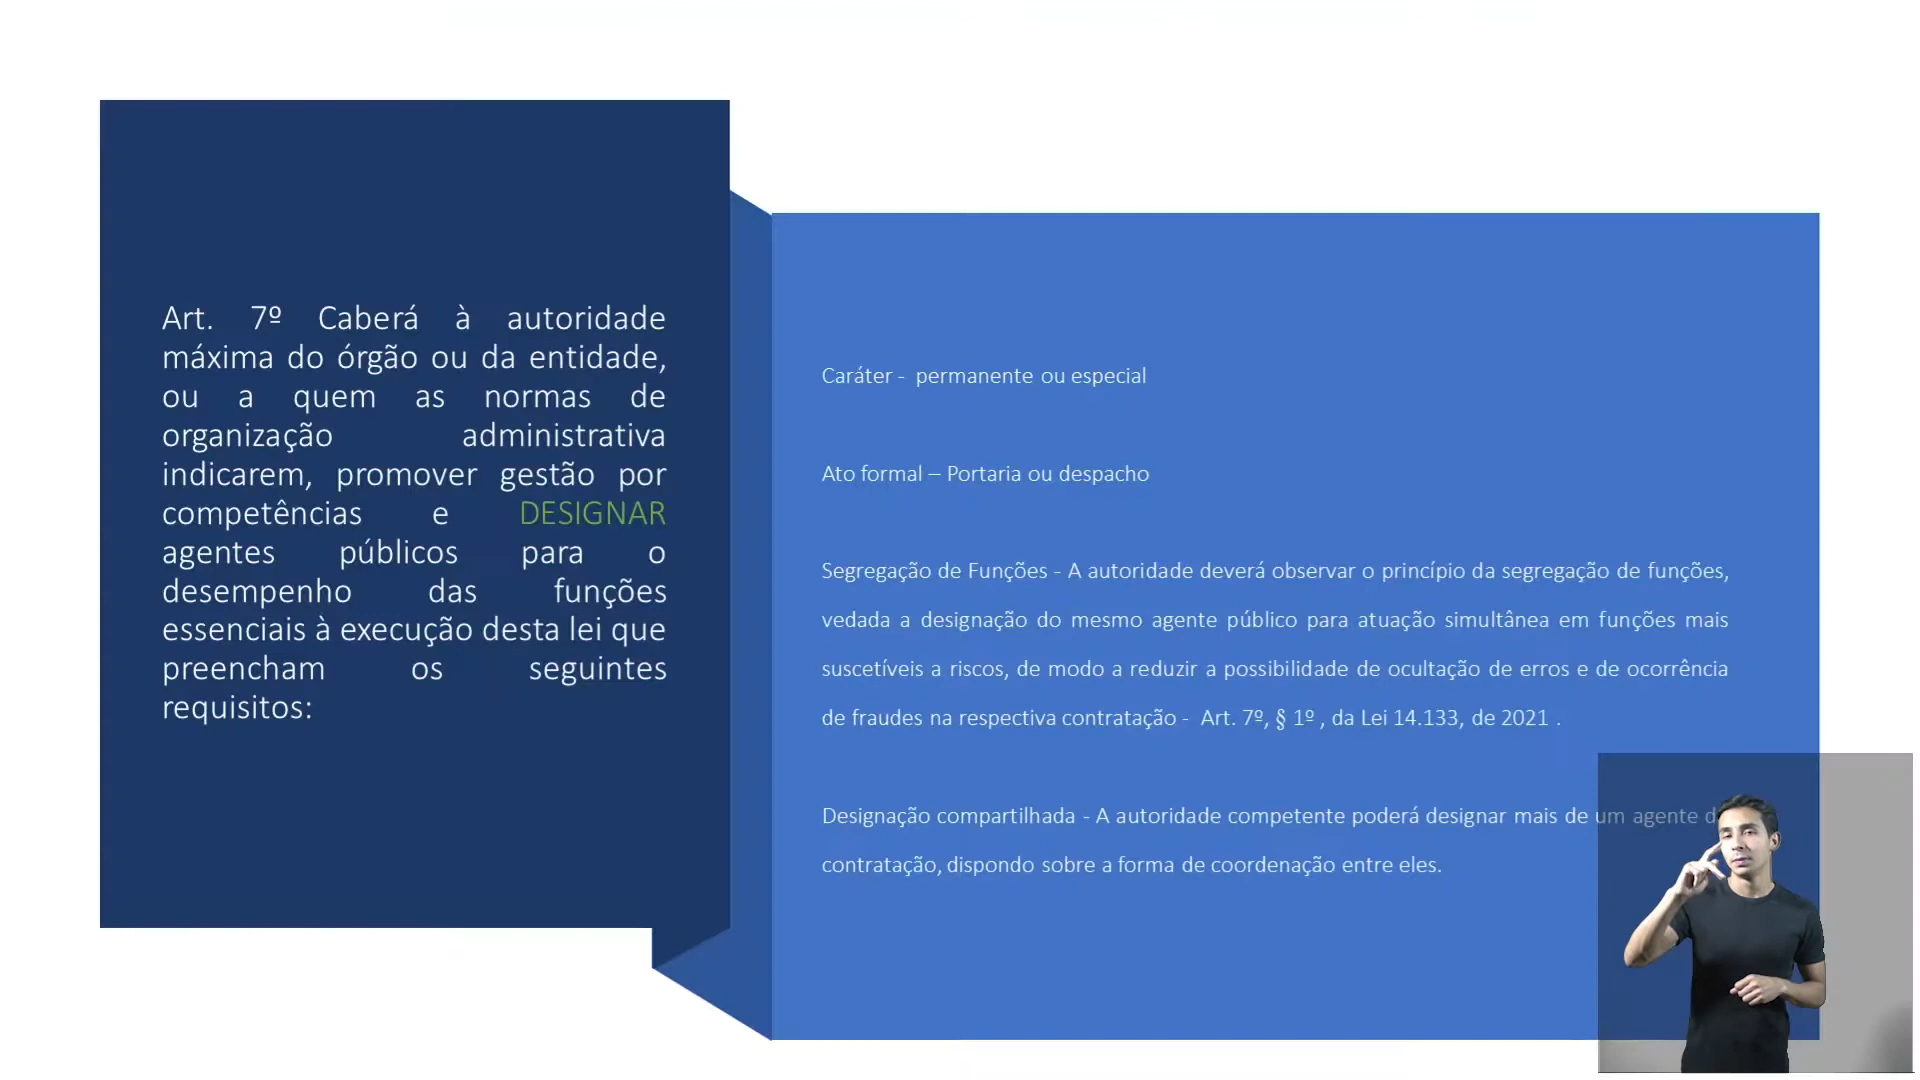 Art. 7º Caberá à autoridade
máxima do órgão ou da entidade,
ou a quem as normas de
organização administrativa
indicarem, promover gestão por
competências e DESIGNAR
agentes públicos para o
desempenho das funções
essenciais à execução desta lei que
preencham os seguintes
requisitos:
Caráter - permanente ou especial
Ato formal – Portaria ou despacho
Segregação de Funções - A autoridade deverá observar o princípio da segregação de funções,
vedada a designação do mesmo agente público para atuação simultânea em funções mais
suscetíveis a riscos, de modo a reduzir a possibilidade de ocultação de erros e de ocorrência
de fraudes na respectiva contratação - Art. 7º, § 1º , da Lei 14.133, de 2021 .
Designação compartilhada - A autoridade competente poderá designar mais de um agente
contratação, dispondo sobre a forma de coordenação entre eles.